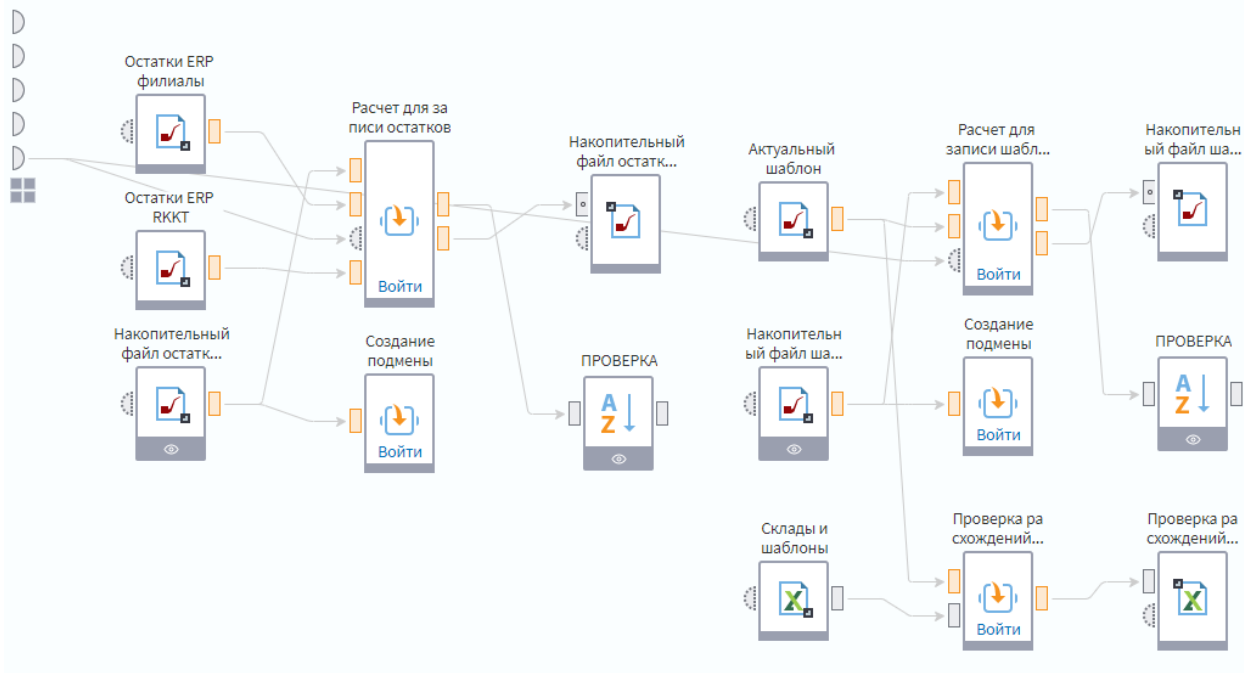 Остатки ERP
филиалы
Расчет для за
писи остатков
Войти
Остатки ERP
RKKT
Накопительный
файл остатк...
Создание
подмены
Войти
Накопительный
файл остатк...
ПРОВЕРКА
A
Z
Актуальный
шаблон
Расчет для
записи шабл...
Войти
Накопительн
ый файл ша...
Накопительн
ый файл ша...
Создание
подмены
Войти
ПРОВЕРКА
A
Z
Склады и
шаблоны
Проверка ра
схождений...
Войти
Проверка ра
схождений...